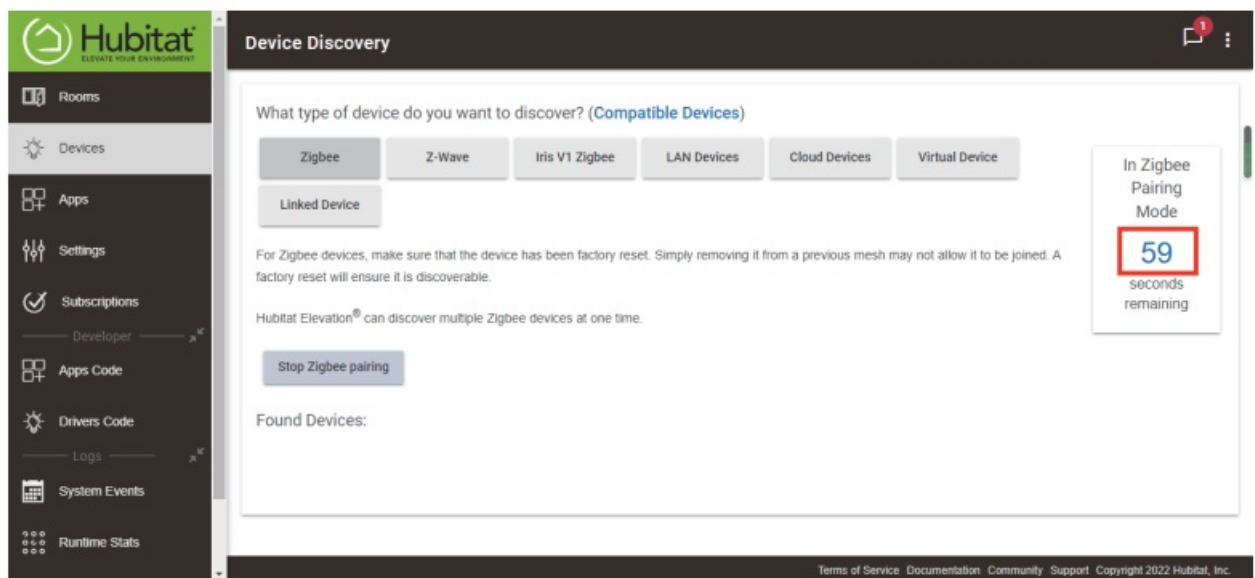 Hubitat
ELEVATE YOUR ENVIRONMENT
Rooms
Devices
Apps
Settings
Subscriptions
Developer
Apps Code
Drivers Code
Logs
System Events
Runtime Stats
Device Discovery
1
What type of device do you want to discover? (Compatible Devices)
Zigbee Z-Wave Iris V1 Zigbee LAN Devices Cloud Devices Virtual Device
Linked Device
For Zigbee devices, make sure that the device has been factory reset. Simply removing it from a previous mesh may not allow it to be joined. A
factory reset will ensure it is discoverable.
Hubitat Elevation® can discover multiple Zigbee devices at one time.
Stop Zigbee pairing
Found Devices:
In Zigbee
Pairing
Mode
59
seconds
remaining
Terms of Service Documentation Community Support Copyright 2022 Hubitat, Inc.